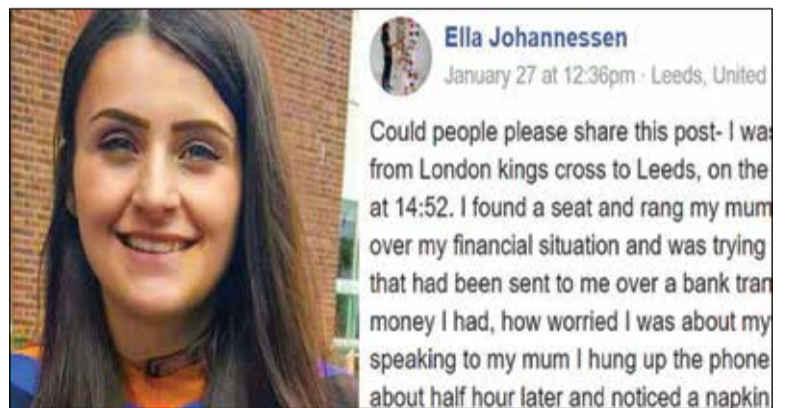 Ella Johannessen
January 27 at 12:36pm · Leeds, United
Could people please share this post- I was
from London kings cross to Leeds, on the
at 14:52. I found a seat and rang my mum
over my financial situation and was trying
that had been sent to me over a bank tran
money I had, how worried I was about my
speaking to my mum I hung up the phone
about half hour later and noticed a napkin